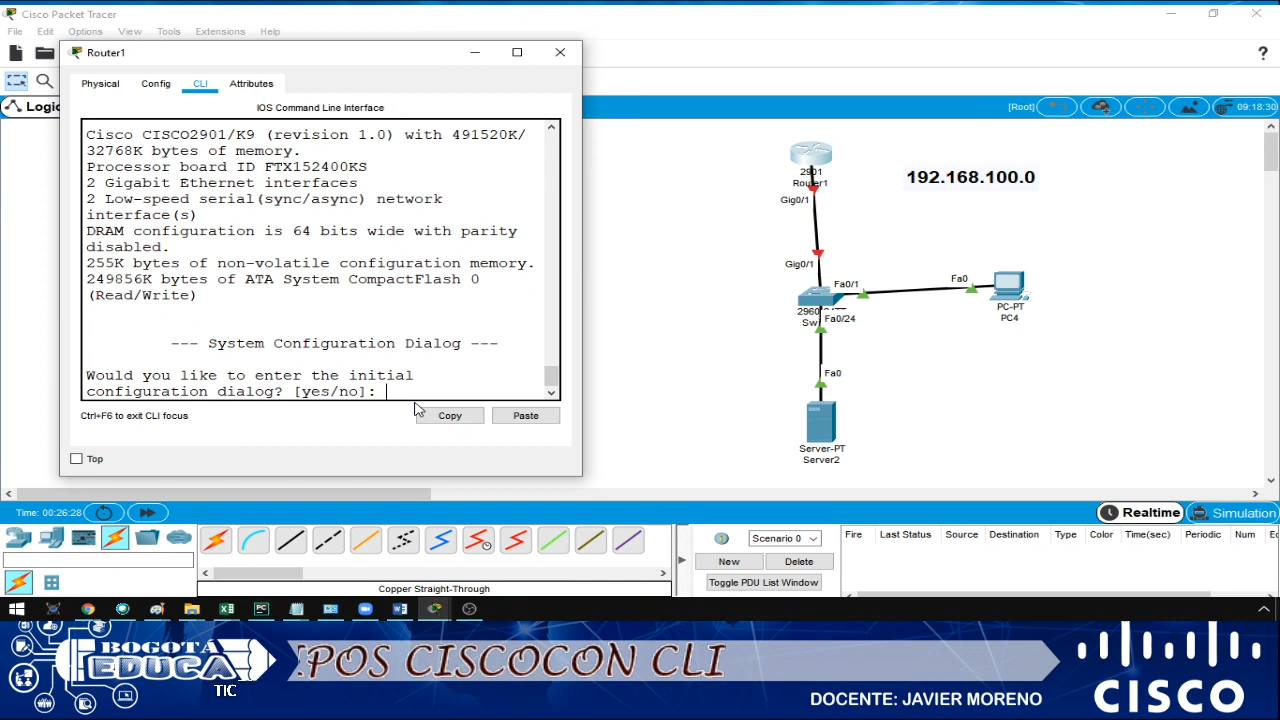 Cisco Packet Tracer
File Edit Options View Tools Extensions Help
?
Router1
Physical Config CLI Attributes
Logic
[Root]
09:18:30
IOS Command Line Interface
Cisco CISCO2901/K9 (revision 1.0) with 491520K/
32768K bytes of memory.
Processor board ID FTX152400KS
2 Gigabit Ethernet interfaces
2 Low-speed serial(sync/async) network
interface(s)
DRAM configuration is 64 bits wide with parity
disabled.
255K bytes of non-volatile configuration memory.
249856K bytes of ATA System CompactFlash 0
(Read/Write)
--- System Configuration Dialog ---
Would you like to enter the initial
configuration dialog? [yes/no]:
Ctrl+F6 to exit CLI focus
Copy
Paste
Top
2901
Router1
192.168.100.0
Gig0/1
Gig0/1
Fa0/1
Fa0
2960
Sw
Fa0/24
PC-PT
PC4
Fa0
Server-PT
Server2
Time: 00:26:28
Realtime
Simulation
Scenario 0
New
Delete
Toggle PDU List Window
Fire Last Status Source Destination Type Color Time(sec) Periodic Num Ec
Copper Straight-Through
BOGOTÁ
EDUCA
TIC
POS CISCOCON CLI
DOCENTE: JAVIER MORENO
CISCO